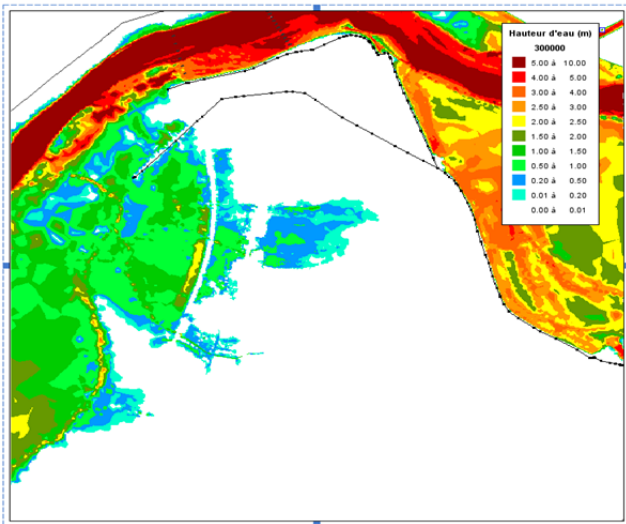 Hauteur d'eau (m)
300000
5.00 à 10.00
4.00 à 5.00
3.00 à 4.00
2.50 à 3.00
2.00 à 2.50
1.50 à 2.00
1.00 à 1.50
0.50 à 1.00
0.20 à 0.50
0.01 à 0.20
0.00 à 0.01